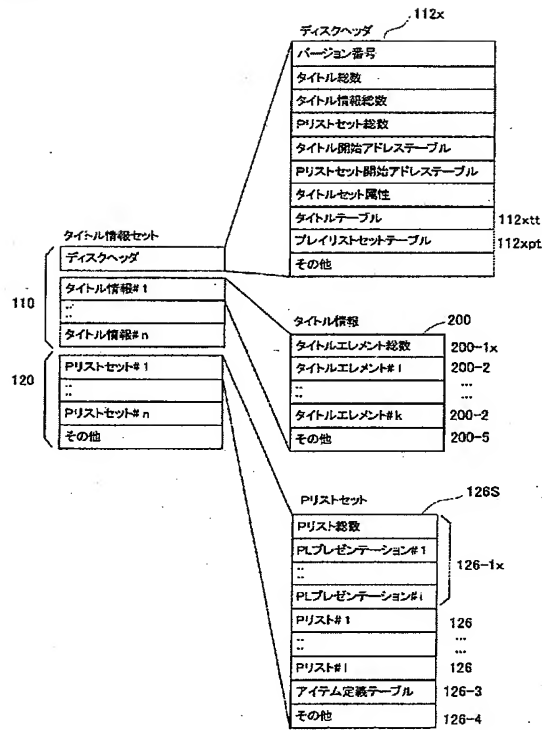 112x
ディスクヘッダ
バージョン番号
タイトル総数
タイトル情報総数
Pリストセット総数
タイトル開始アドレステーブル
Pリストセット開始アドレステーブル
タイトルセット属性
タイトルテーブル 112xtt
プレイリストセットテーブル 112xpt
その他
タイトル情報セット
ディスクヘッダ
110
タイトル情報#1
::
タイトル情報#n
120
Pリストセット#1
::
Pリストセット#n
その他
タイトル情報 200
タイトルエレメント総数 200-1x
タイトルエレメント#1 200-2
:: ...
タイトルエレメント#k 200-2
その他 200-5
Pリストセット 126S
Pリスト総数
PLプレゼンテーション#1
::
PLプレゼンテーション#i
126-1x
Pリスト#1 126
:: ...
Pリスト#i 126
アイテム定義テーブル 126-3
その他 126-4